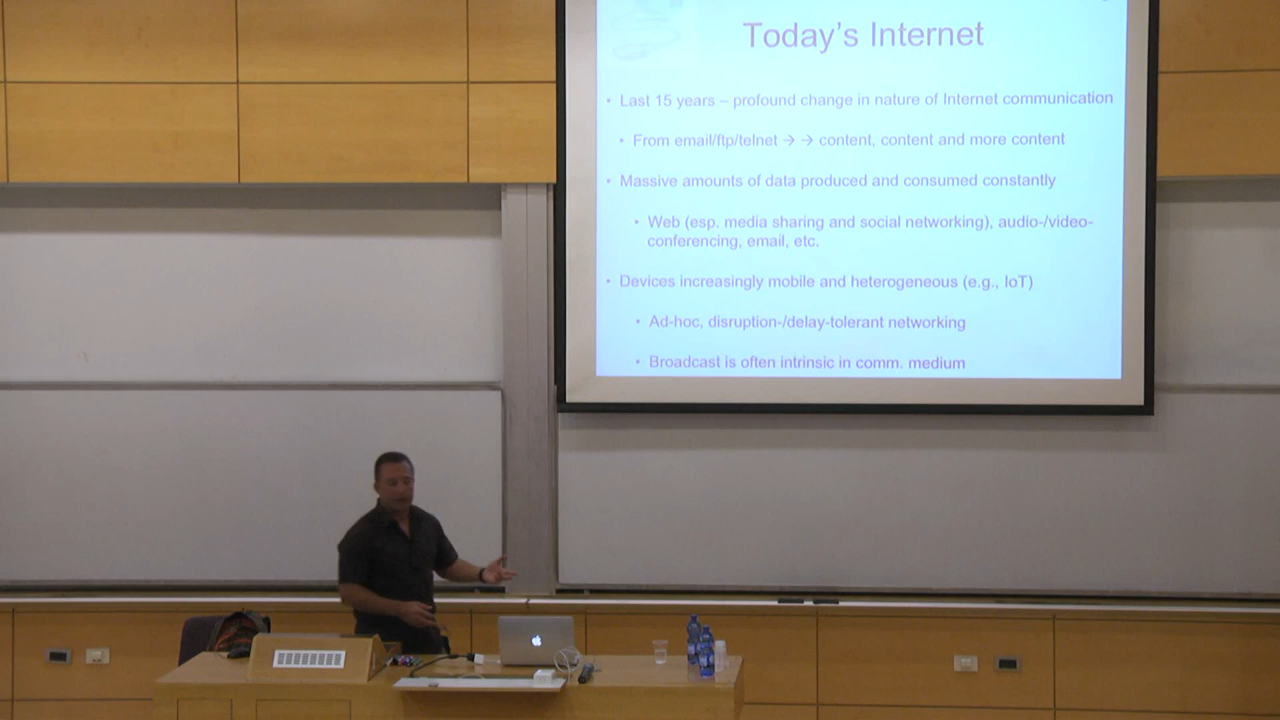 Today's Internet
• Last 15 years – profound change in nature of Internet communication
• From email/ftp/telnet → → content, content and more content
• Massive amounts of data produced and consumed constantly
• Web (esp. media sharing and social networking), audio-/video-
conferencing, email, etc.
• Devices increasingly mobile and heterogeneous (e.g., IoT)
• Ad-hoc, disruption-/delay-tolerant networking
• Broadcast is often intrinsic in comm. medium